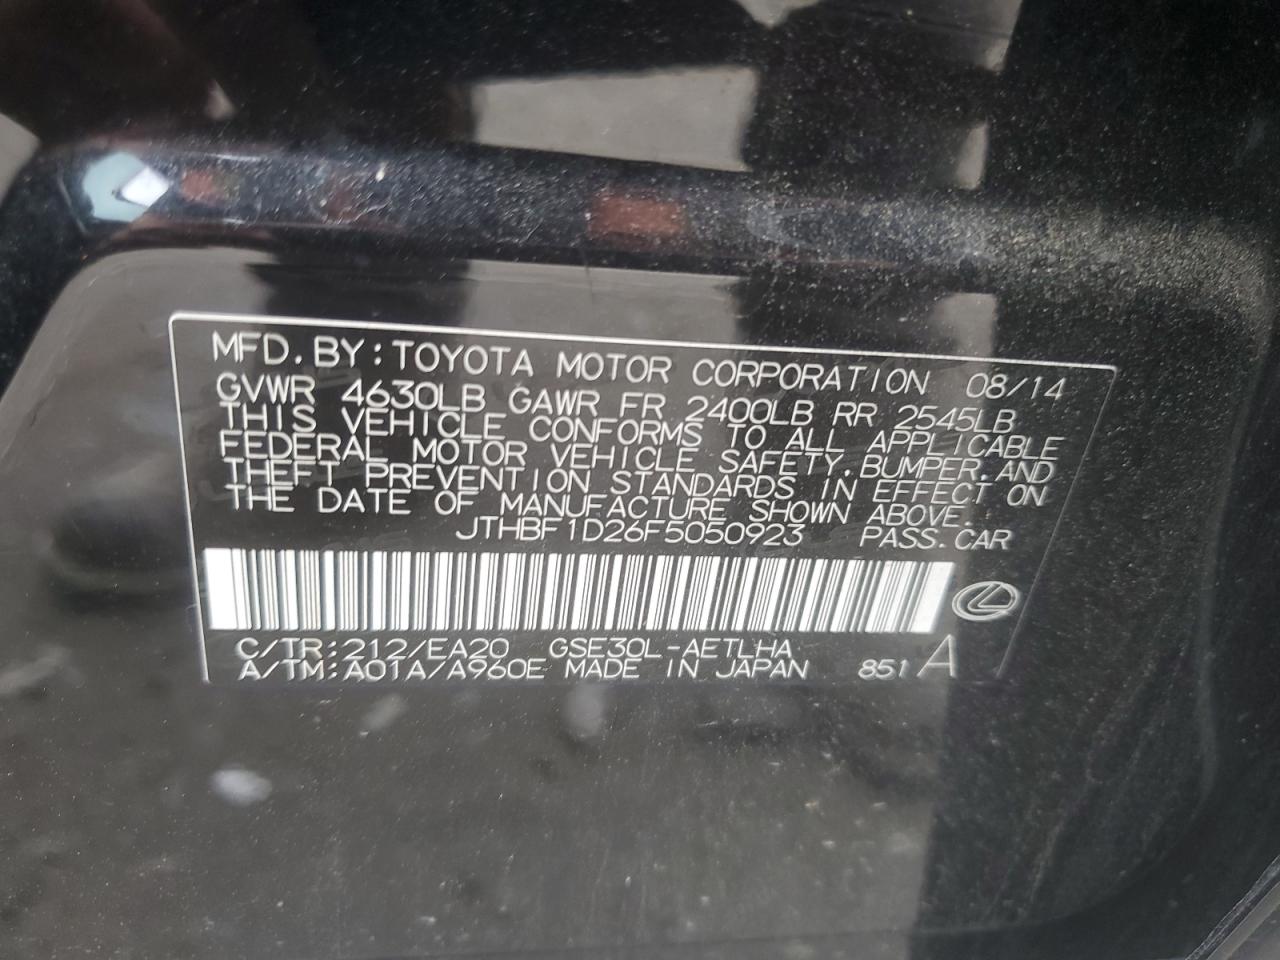 MFD. BY: TOYOTA MOTOR CORPORATION 08/14
GVWR 4630LB GAWR FR 2400LB RR 2545LB
THIS VEHICLE CONFORMS TO ALL APPLICABLE
FEDERAL MOTOR VEHICLE SAFETY, BUMPER, AND
THEFT PREVENTION STANDARDS IN EFFECT ON
THE DATE OF MANUFACTURE SHOWN ABOVE.
JTHBF1D26F5050923 PASS. CAR
C/TR: 212/EA20 GSE30L-AETLHA
A/TM: A01A/A960E MADE IN JAPAN 851 A